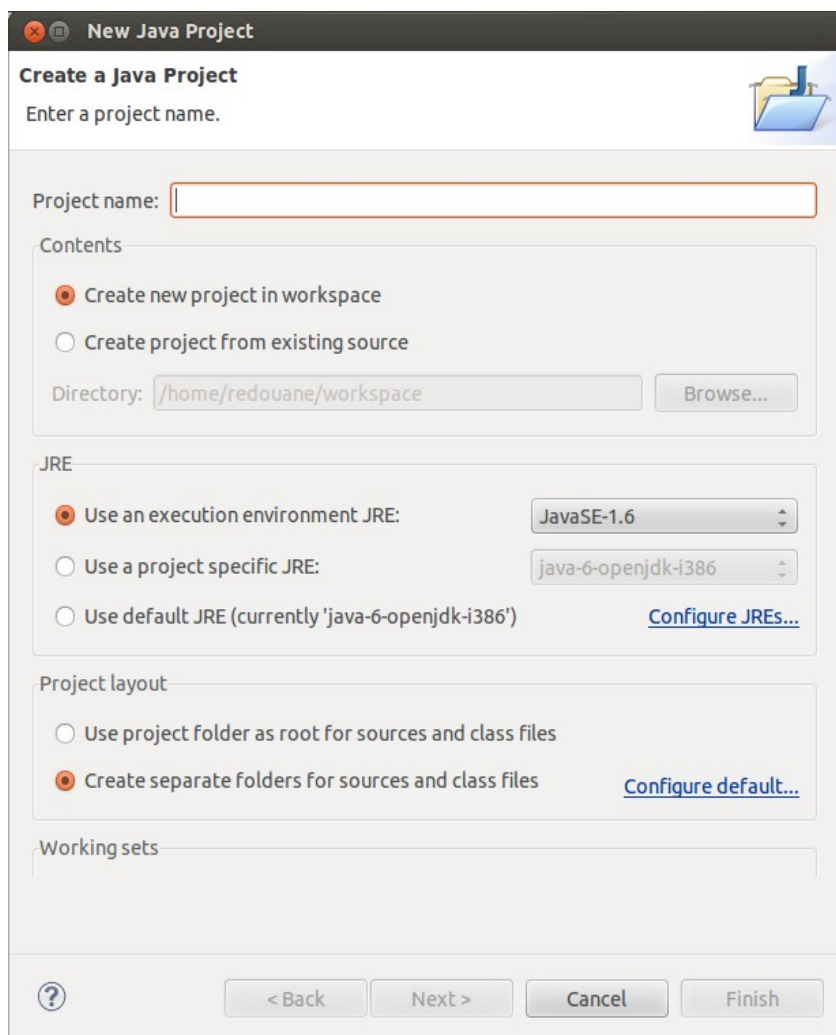 New Java Project
Create a Java Project
Enter a project name.
Project name:
Contents
Create new project in workspace
Create project from existing source
Directory: /home/redouane/workspace Browse...
JRE
Use an execution environment JRE: JavaSE-1.6
Use a project specific JRE: java-6-openjdk-i386
Use default JRE (currently 'java-6-openjdk-i386') Configure JREs...
Project layout
Use project folder as root for sources and class files
Create separate folders for sources and class files Configure default...
Working sets
? < Back Next > Cancel Finish